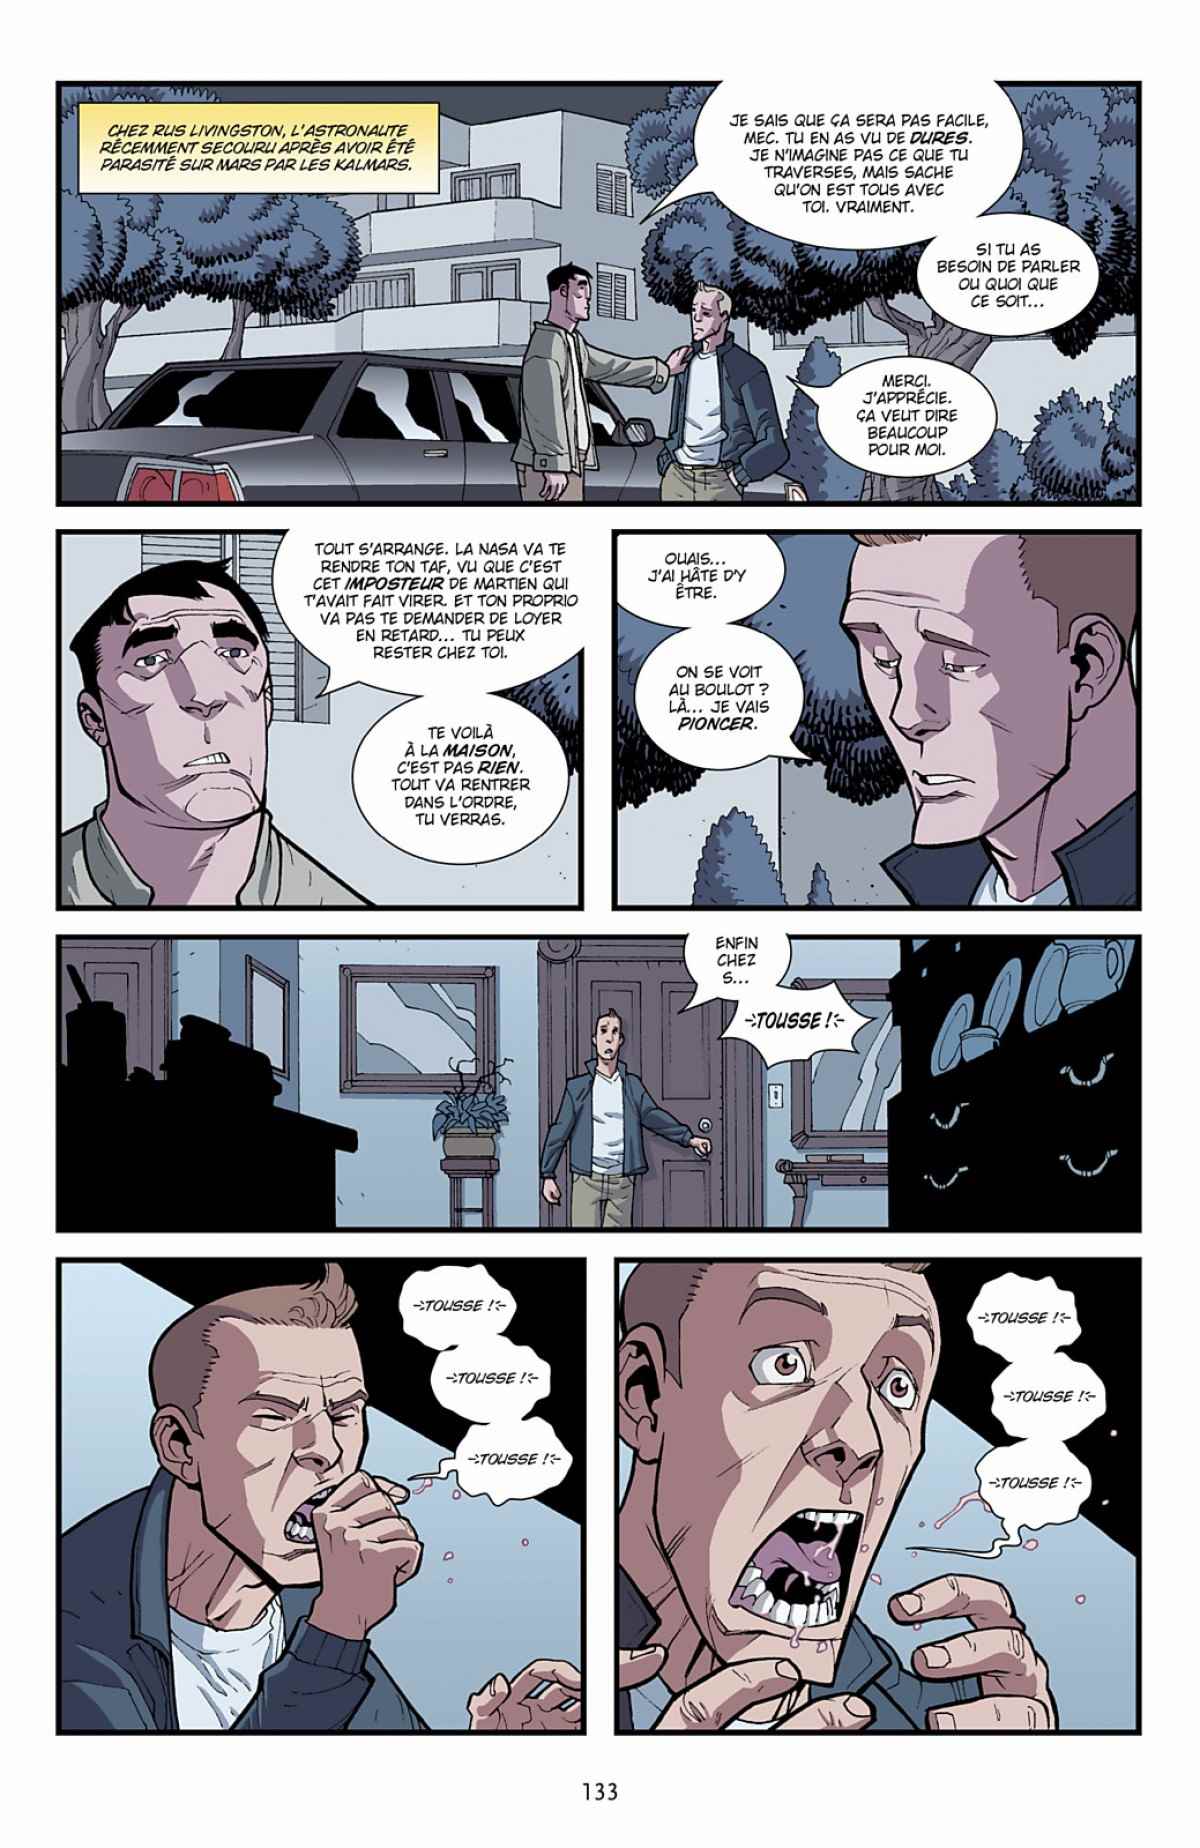 CHEZ RUS LIVINGSTON, L'ASTRONAUTE
RÉCEMMENT SECOURU APRÈS AVOIR ÉTÉ
PARASITÉ SUR MARS PAR LES KALMARS.
JE SAIS QUE ÇA SERA PAS FACILE,
MEC. TU EN AS VU DE DURES.
JE N'IMAGINE PAS CE QUE TU
TRAVERSES, MAIS SACHE
QU'ON EST TOUS AVEC
TOI. VRAIMENT.
SI TU AS
BESOIN DE PARLER
OU QUOI QUE
CE SOIT...
MERCI.
J'APPRÉCIE.
ÇA VEUT DIRE
BEAUCOUP
POUR MOI.
TOUT S'ARRANGE. LA NASA VA TE
RENDRE TON TAF, VU QUE C'EST
CET IMPOSTEUR DE MARTIEN QUI
T'AVAIT FAIT VIRER. ET TON PROPRIO
VA PAS TE DEMANDER DE LOYER
EN RETARD... TU PEUX
RESTER CHEZ TOI.
TE VOILÀ
À LA MAISON,
C'EST PAS RIEN.
TOUT VA RENTRER
DANS L'ORDRE,
TU VERRAS.
OUAIS...
J'AI HÂTE D'Y
ÊTRE.
ON SE VOIT
AU BOULOT ?
LÀ... JE VAIS
PIONCER.
ENFIN
CHEZ
S...
TOUSSE !
TOUSSE !
TOUSSE !
TOUSSE !
TOUSSE !
TOUSSE !
TOUSSE !
133